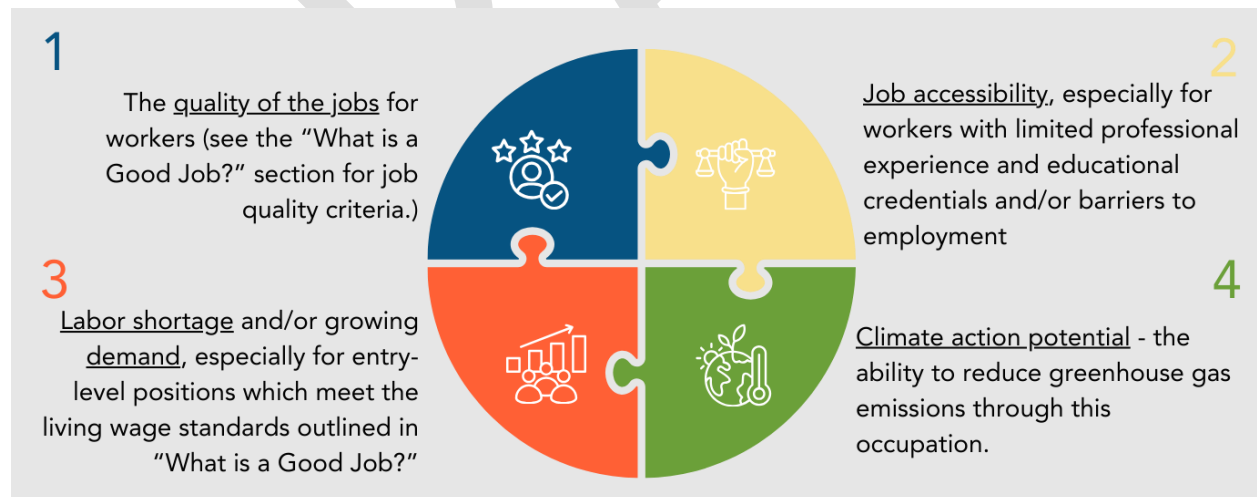 1
The quality of the jobs for
workers (see the “What is a
Good Job?” section for job
quality criteria.)
2
Job accessibility, especially for
workers with limited professional
experience and educational
credentials and/or barriers to
employment
3
Labor shortage and/or growing
demand, especially for entry-
level positions which meet the
living wage standards outlined in
“What is a Good Job?”
4
Climate action potential - the
ability to reduce greenhouse gas
emissions through this
occupation.